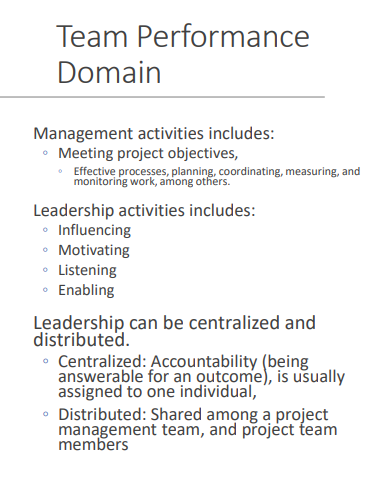 Team Performance
Domain
Management activities includes:
◦ Meeting project objectives,
◦ Effective processes, planning, coordinating, measuring, and
monitoring work, among others.
Leadership activities includes:
◦ Influencing
◦ Motivating
◦ Listening
◦ Enabling
Leadership can be centralized and
distributed.
◦ Centralized: Accountability (being
answerable for an outcome), is usually
assigned to one individual,
◦ Distributed: Shared among a project
management team, and project team
members